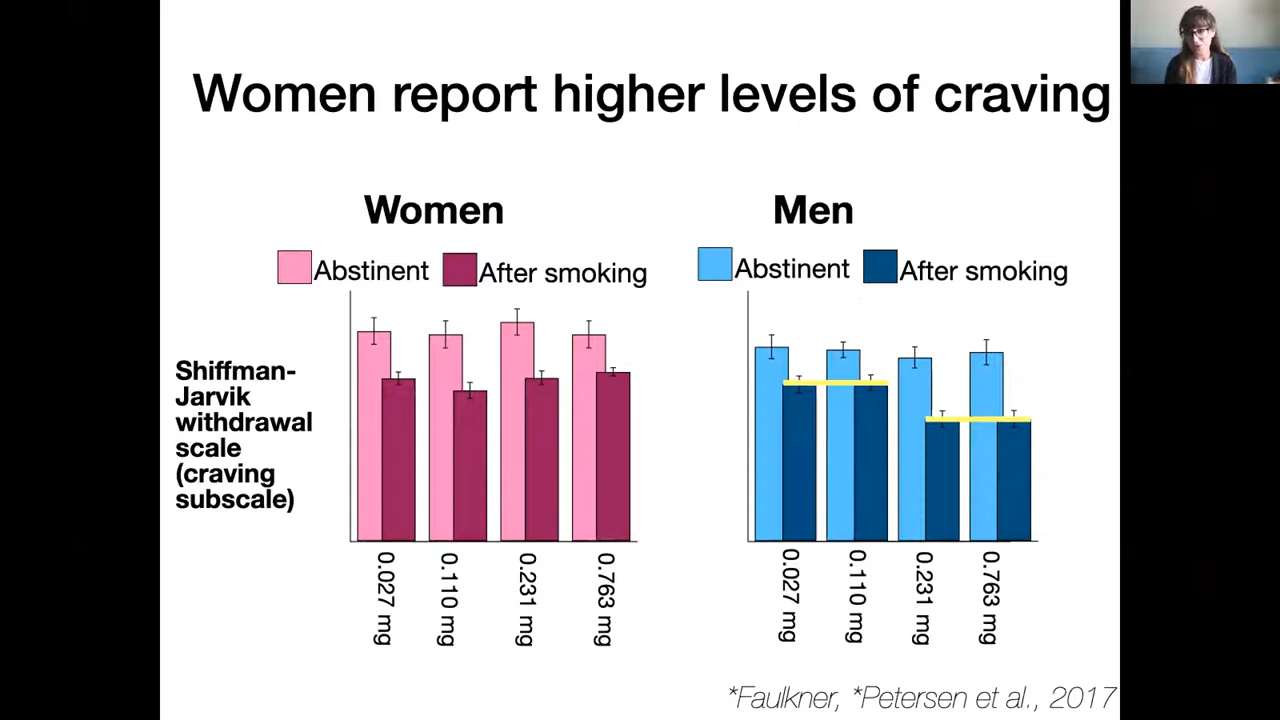 Women report higher levels of craving
Women
Men
Abstinent
After smoking
Abstinent
After smoking
Shiffman-
Jarvik
withdrawal
scale
(craving
subscale)
0.027 mg
0.110 mg
0.231 mg
0.763 mg
0.027 mg
0.110 mg
0.231 mg
0.763 mg
*Faulkner, *Petersen et al., 2017